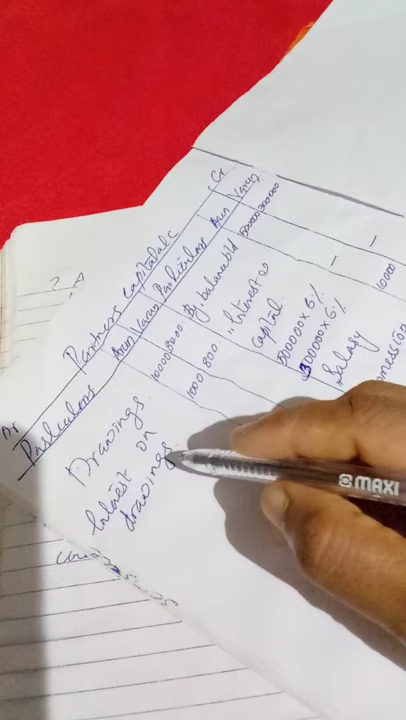 Partners capital a/c
Dr
Cr
Particulars Arun Varun Particulars Arun Varun
Drawings 10000 8000
Interest on
drawings 1000 800
By. balance b/d 500000 300000
,, Interest on
capital
500000 x 6%
300000 x 6%
,, Salary - -
10000
MAXI